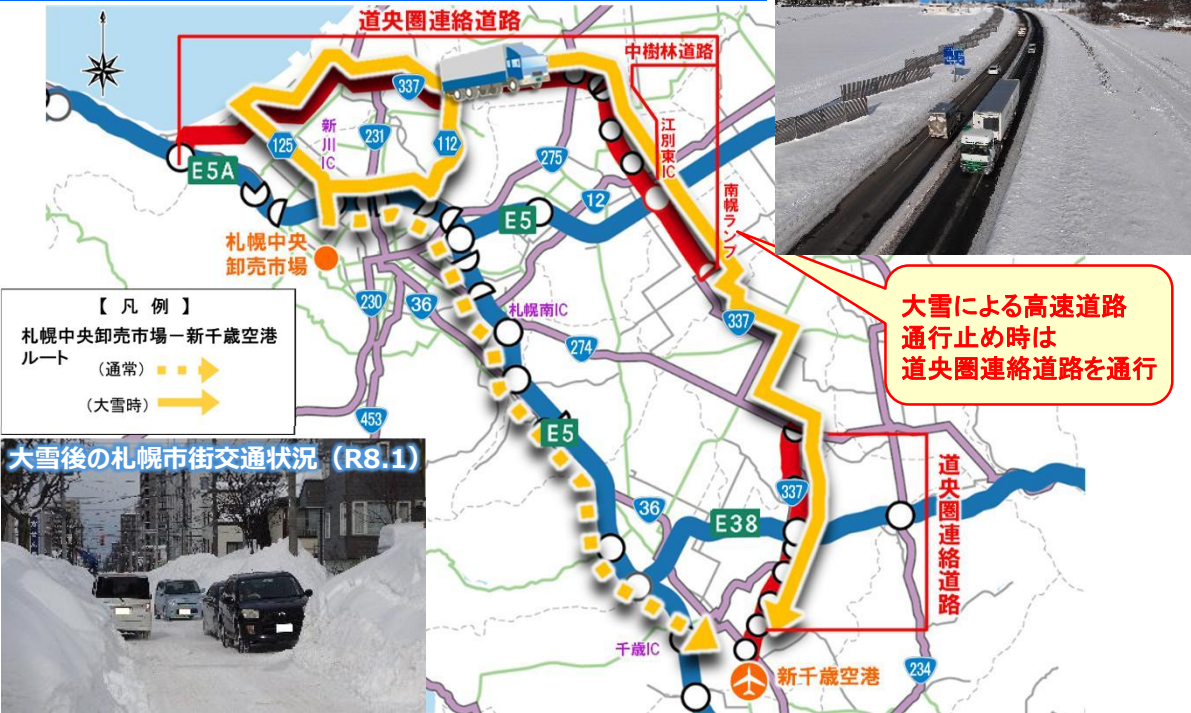 道央圏連絡道路
中樹林道路
337
新川IC
231
125
112
江別東IC
275
E5A
12
南幌ランプ
E5
札幌中央
卸売市場
230
36
札幌南IC
337
274
大雪による高速道路
通行止め時は
道央圏連絡道路を通行
【 凡 例 】
札幌中央卸売市場－新千歳空港
ルート
（通常）
（大雪時）
453
E5
大雪後の札幌市街交通状況（R8.1）
道央圏連絡道路
337
36
E38
千歳IC
新千歳空港
234